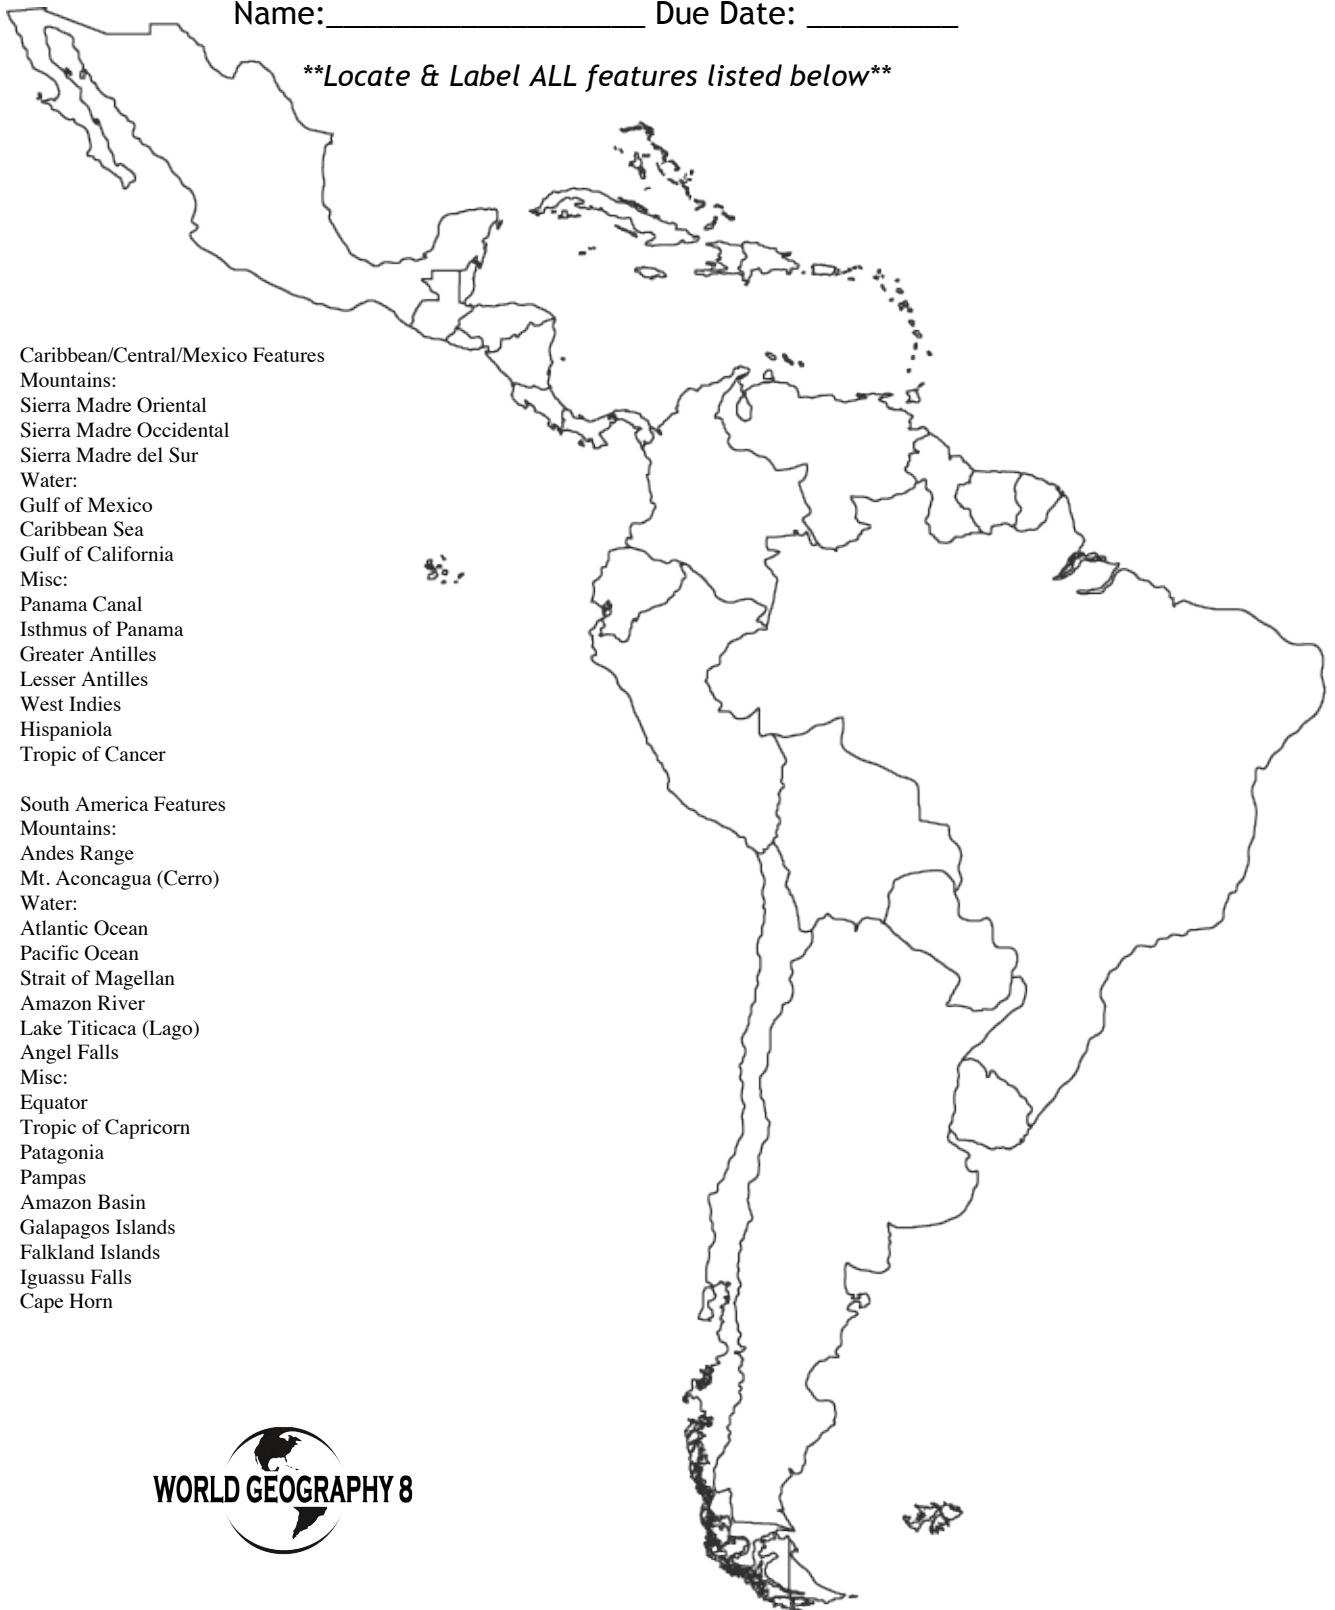 Name:___________________ Due Date: _________
**Locate & Label ALL features listed below**
Caribbean/Central/Mexico Features
Mountains:
Sierra Madre Oriental
Sierra Madre Occidental
Sierra Madre del Sur
Water:
Gulf of Mexico
Caribbean Sea
Gulf of California
Misc:
Panama Canal
Isthmus of Panama
Greater Antilles
Lesser Antilles
West Indies
Hispaniola
Tropic of Cancer
South America Features
Mountains:
Andes Range
Mt. Aconcagua (Cerro)
Water:
Atlantic Ocean
Pacific Ocean
Strait of Magellan
Amazon River
Lake Titicaca (Lago)
Angel Falls
Misc:
Equator
Tropic of Capricorn
Patagonia
Pampas
Amazon Basin
Galapagos Islands
Falkland Islands
Iguassu Falls
Cape Horn
WORLD GEOGRAPHY 8